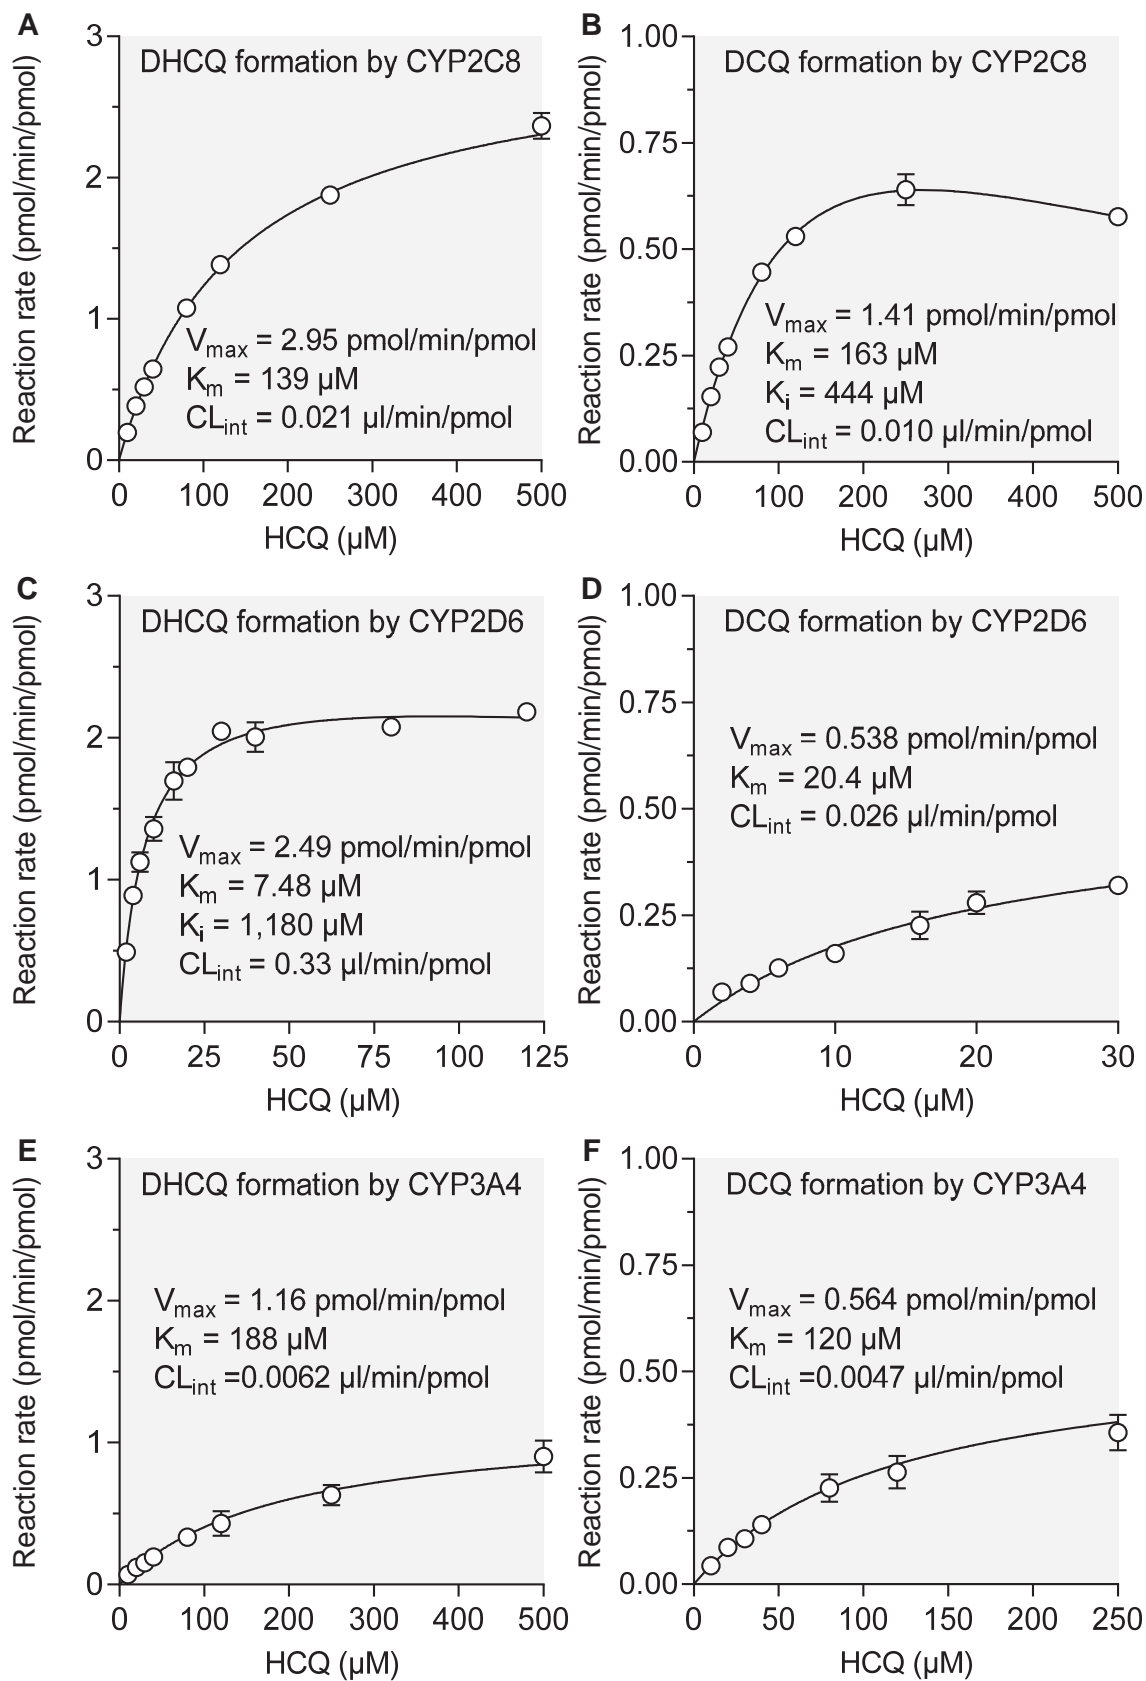 A
DHCQ formation by CYP2C8
Reaction rate (pmol/min/pmol)
3
2
1
0
Vmax = 2.95 pmol/min/pmol
Km = 139 µM
CLint = 0.021 µl/min/pmol
0 100 200 300 400 500
HCQ (µM)
B
DCQ formation by CYP2C8
Reaction rate (pmol/min/pmol)
1.00
0.75
0.50
0.25
0.00
Vmax = 1.41 pmol/min/pmol
Km = 163 µM
Ki = 444 µM
CLint = 0.010 µl/min/pmol
0 100 200 300 400 500
HCQ (µM)
C
DHCQ formation by CYP2D6
Reaction rate (pmol/min/pmol)
3
2
1
0
Vmax = 2.49 pmol/min/pmol
Km = 7.48 µM
Ki = 1,180 µM
CLint = 0.33 µl/min/pmol
0 25 50 75 100 125
HCQ (µM)
D
DCQ formation by CYP2D6
Reaction rate (pmol/min/pmol)
1.00
0.75
0.50
0.25
0.00
Vmax = 0.538 pmol/min/pmol
Km = 20.4 µM
CLint = 0.026 µl/min/pmol
0 10 20 30
HCQ (µM)
E
DHCQ formation by CYP3A4
Reaction rate (pmol/min/pmol)
3
2
1
0
Vmax = 1.16 pmol/min/pmol
Km = 188 µM
CLint =0.0062 µl/min/pmol
0 100 200 300 400 500
HCQ (µM)
F
DCQ formation by CYP3A4
Reaction rate (pmol/min/pmol)
1.00
0.75
0.50
0.25
0.00
Vmax = 0.564 pmol/min/pmol
Km = 120 µM
CLint =0.0047 µl/min/pmol
0 50 100 150 200 250
HCQ (µM)